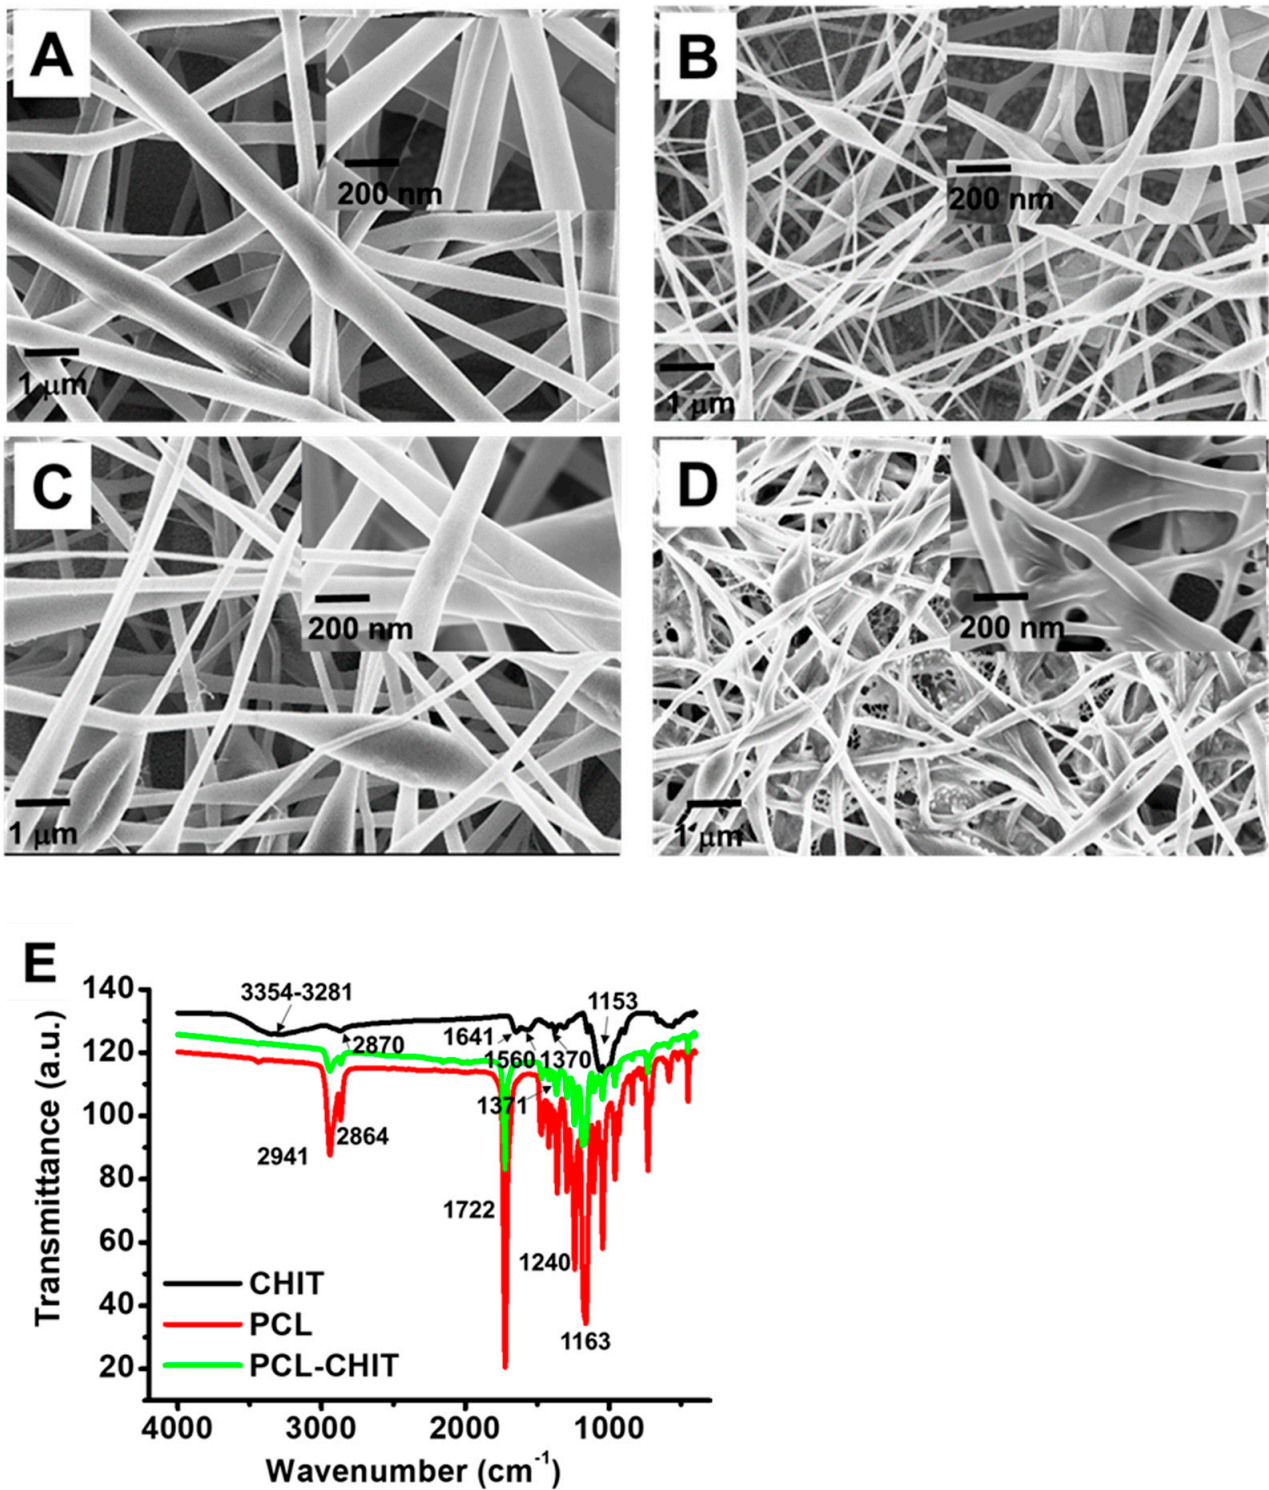 A
200 nm
1 μm
B
200 nm
1 μm
C
200 nm
1 μm
D
200 nm
1 μm
E
140
120
100
80
60
40
20
Transmittance (a.u.)
3354-3281
2870
1641
1560
1370
1153
1371
2941
2864
1722
1240
1163
CHIT
PCL
PCL-CHIT
4000
3000
2000
1000
Wavenumber (cm⁻¹)